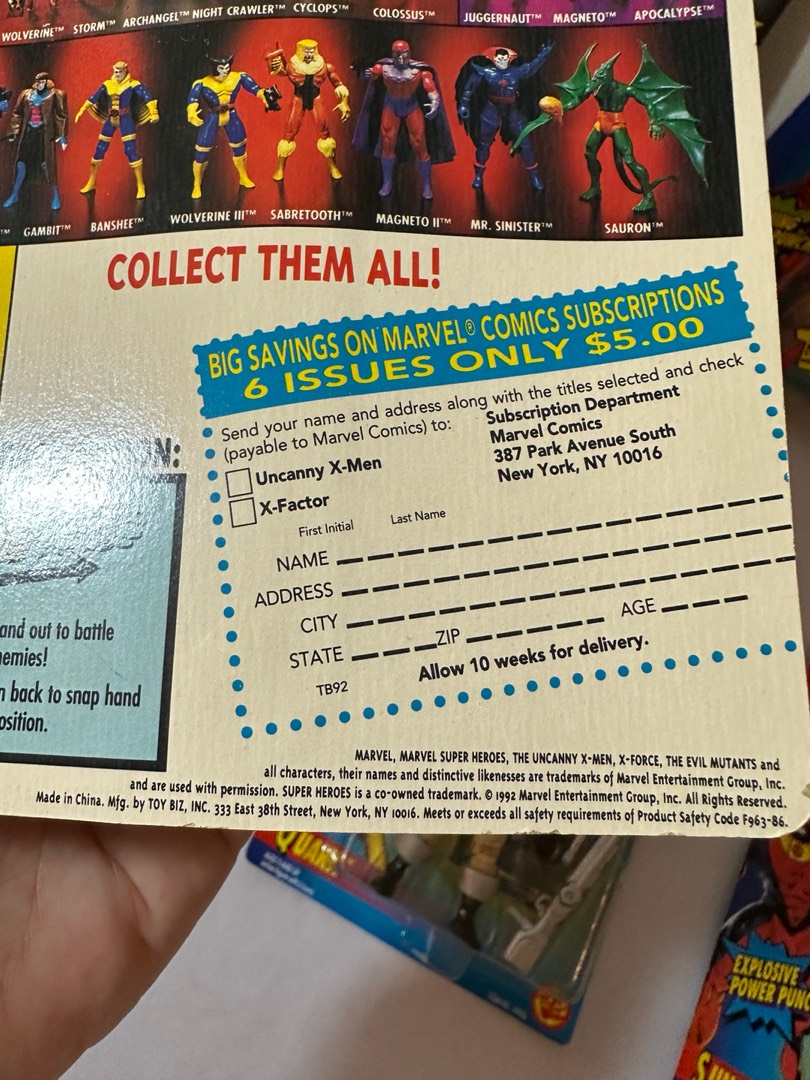 WOLVERINE™ STORM™ ARCHANGEL™ NIGHT CRAWLER™ CYCLOPS™ COLOSSUS™ JUGGERNAUT™ MAGNETO™ APOCALYPSE™
™ GAMBIT™ BANSHEE™ WOLVERINE III™ SABRETOOTH™ MAGNETO II™ MR. SINISTER™ SAURON™
COLLECT THEM ALL!
BIG SAVINGS ON MARVEL® COMICS SUBSCRIPTIONS
6 ISSUES ONLY $5.00
Send your name and address along with the titles selected and check
(payable to Marvel Comics) to:
Subscription Department
Marvel Comics
387 Park Avenue South
New York, NY 10016
Uncanny X-Men
X-Factor
First Initial Last Name
NAME
ADDRESS
CITY
STATE ZIP AGE
TB92 Allow 10 weeks for delivery.
N:
and out to battle
nemies!
n back to snap hand
osition.
MARVEL, MARVEL SUPER HEROES, THE UNCANNY X-MEN, X-FORCE, THE EVIL MUTANTS and
all characters, their names and distinctive likenesses are trademarks of Marvel Entertainment Group, Inc.
and are used with permission. SUPER HEROES is a co-owned trademark. © 1992 Marvel Entertainment Group, Inc. All Rights Reserved.
Made in China. Mfg. by TOY BIZ, INC. 333 East 38th Street, New York, NY 10016. Meets or exceeds all safety requirements of Product Safety Code F963-86.
EXPLOSIVE
POWER PUNC